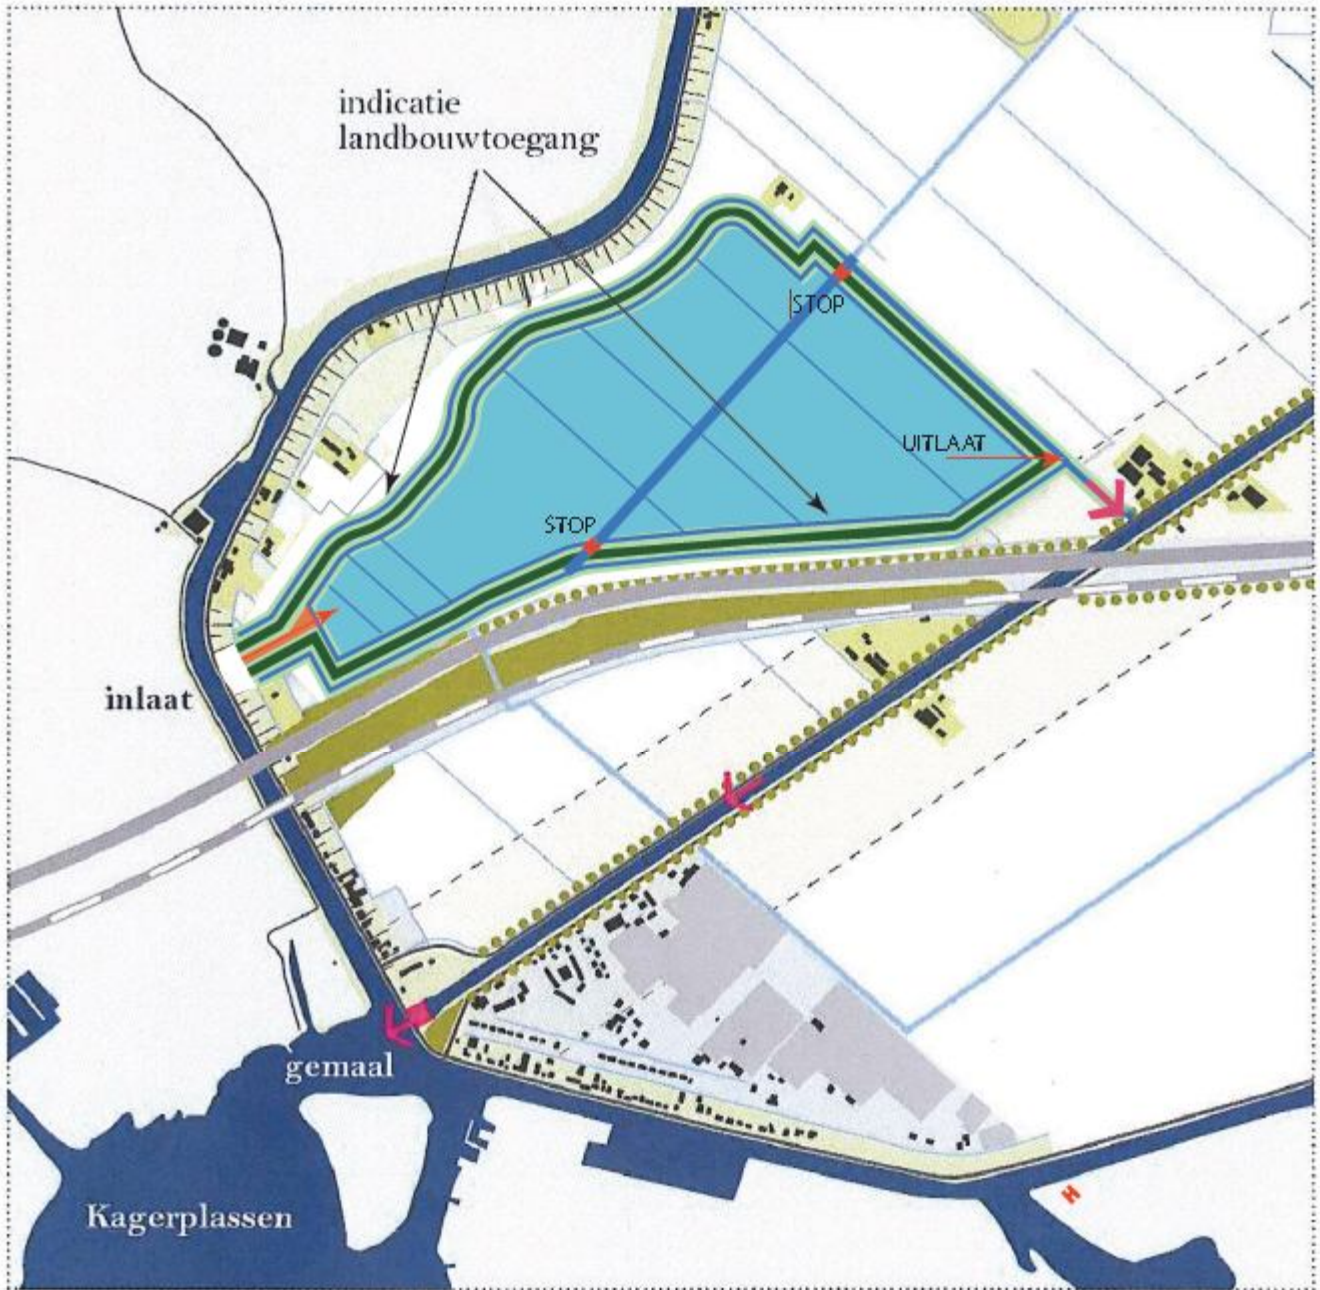 indicatie
landbouwtoegang
STOP
UITLAAT
STOP
inlaat
gemaal
Kagerplassen